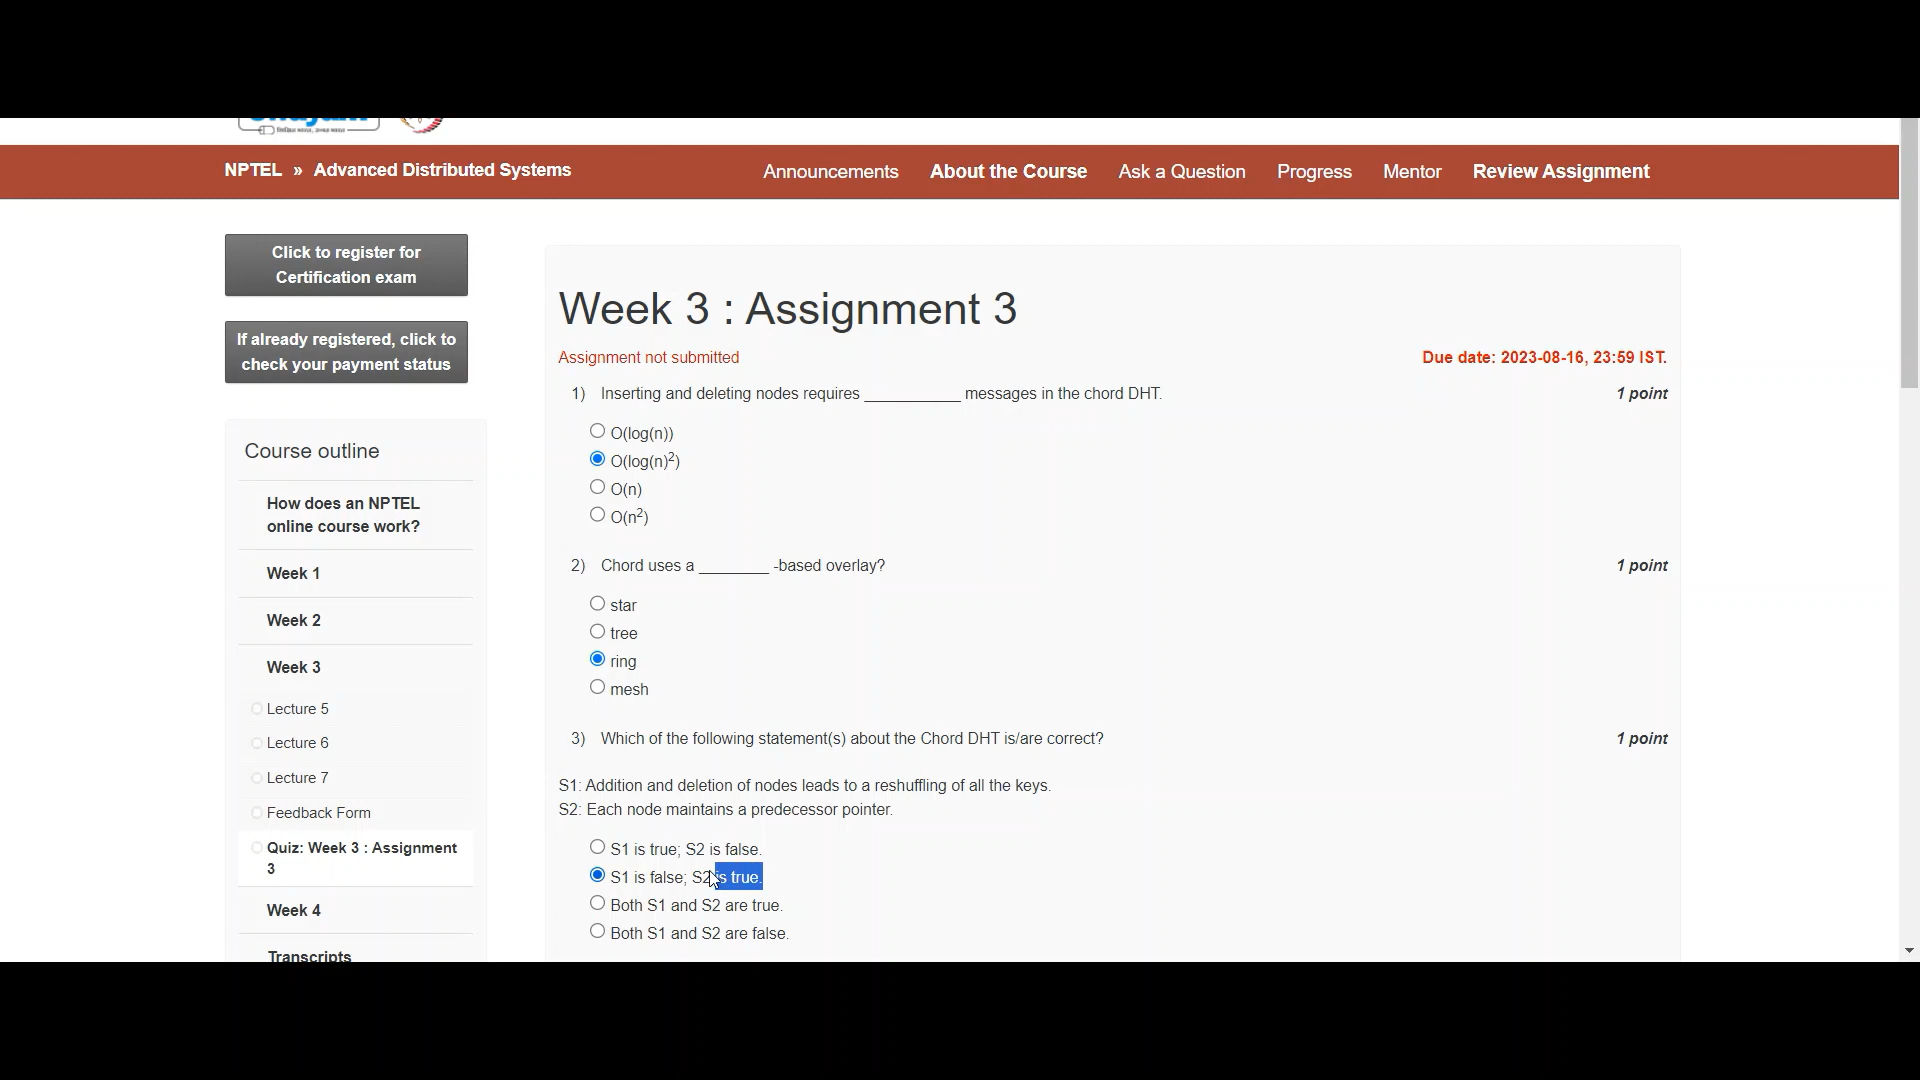 NPTEL » Advanced Distributed Systems
Announcements About the Course Ask a Question Progress Mentor Review Assignment
Click to register for
Certification exam
If already registered, click to
check your payment status
Course outline
How does an NPTEL
online course work?
Week 1
Week 2
Week 3
Lecture 5
Lecture 6
Lecture 7
Feedback Form
Quiz: Week 3 : Assignment
3
Week 4
Transcripts
Week 3 : Assignment 3
Assignment not submitted Due date: 2023-08-16, 23:59 IST.
1) Inserting and deleting nodes requires ___________ messages in the chord DHT. 1 point
O(log(n))
O(log(n)²)
O(n)
O(n²)
2) Chord uses a ________ -based overlay? 1 point
star
tree
ring
mesh
3) Which of the following statement(s) about the Chord DHT is/are correct? 1 point
S1: Addition and deletion of nodes leads to a reshuffling of all the keys.
S2: Each node maintains a predecessor pointer.
S1 is true; S2 is false.
S1 is false; S2 is true.
Both S1 and S2 are true.
Both S1 and S2 are false.